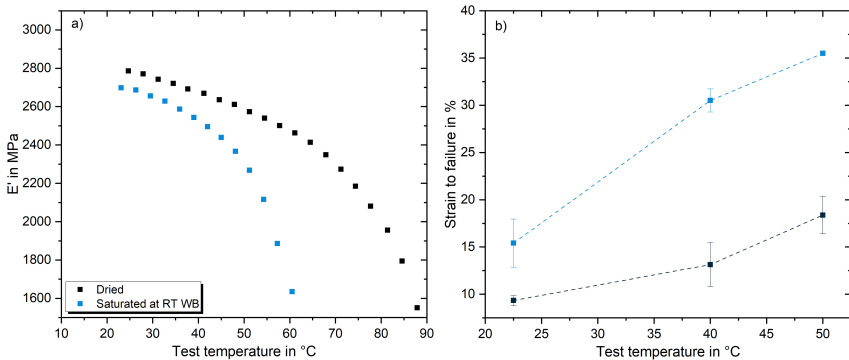 a)
3000
2800
2600
2400
2200
2000
1800
1600
E' in MPa
Dried
Saturated at RT WB
10 20 30 40 50 60 70 80 90
Test temperature in °C
b)
40
35
30
25
20
15
10
Strain to failure in %
20 25 30 35 40 45 50
Test temperature in °C